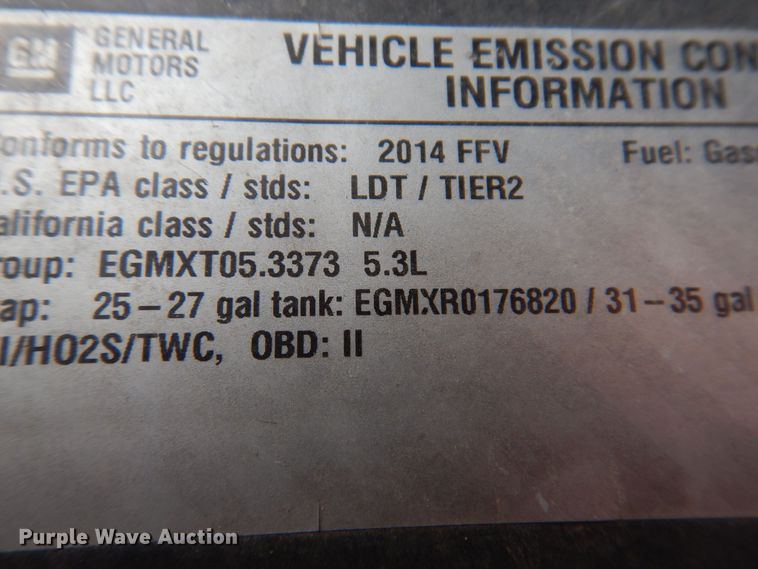 GM GENERAL MOTORS LLC
VEHICLE EMISSION CON
INFORMATION
onforms to regulations: 2014 FFV Fuel: Gas
.S. EPA class / stds: LDT / TIER2
alifornia class / stds: N/A
roup: EGMXT05.3373 5.3L
ap: 25–27 gal tank: EGMXR0176820 / 31–35 gal
I/HO2S/TWC, OBD: II
Purple Wave Auction